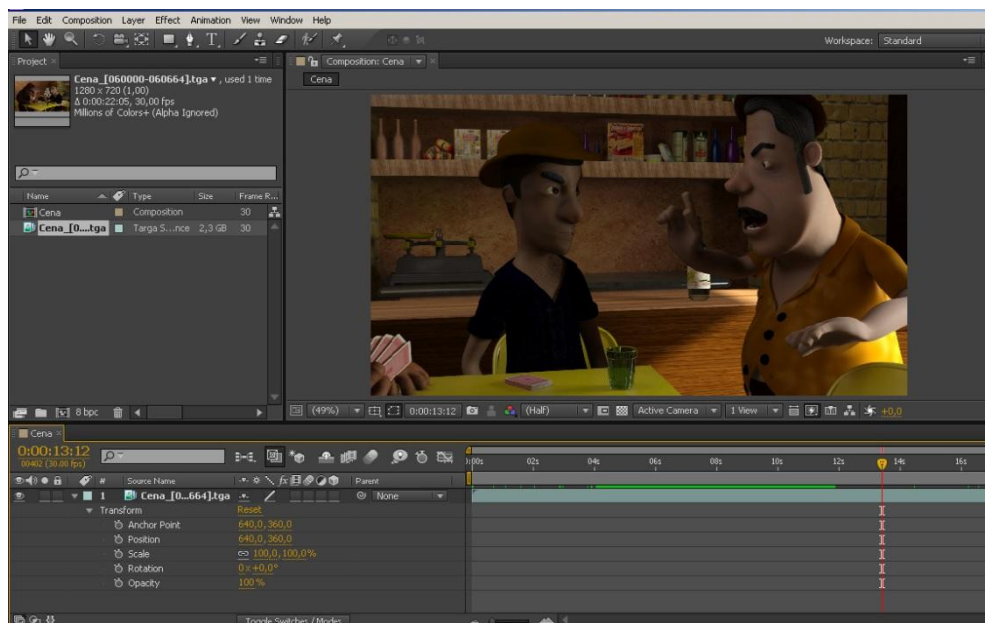 File Edit Composition Layer Effect Animation View Window Help
Workspace: Standard
Project
Composition: Cena
Cena_[060000-060664].tga ▼, used 1 time
1280 x 720 (1,00)
Δ 0:00:22:05, 30,00 fps
Millions of Colors+ (Alpha Ignored)
Cena
Name Type Size Frame R...
Cena Composition 30
Cena_[0....tga Targa S...nce 2,3 GB 30
8 bpc
(49%) 0:00:13:12 (Half) Active Camera 1 View +0,0
Cena
0:00:13:12
00402 (30.00 fps)
02s 04s 06s 08s 10s 12s 14s 16s
# Source Name Parent
1 Cena_[0...664].tga None
Transform Reset
Anchor Point 640,0,360,0
Position 640,0,360,0
Scale 100,0,100,0%
Rotation 0x+0,0°
Opacity 100%
Toggle Switches / Modes